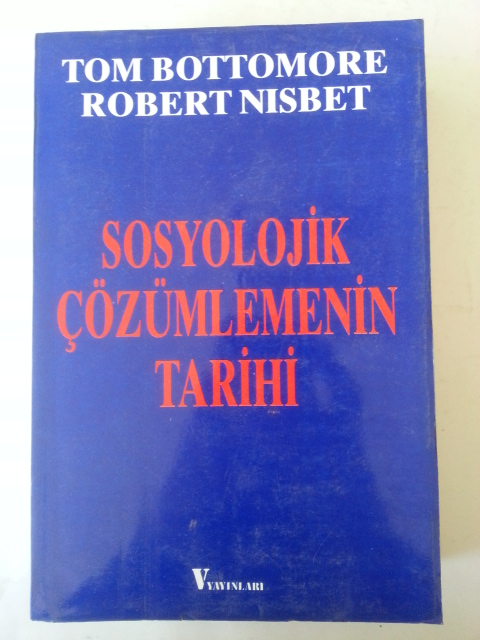 TOM BOTTOMORE
ROBERT NISBET
SOSYOLOJİK
ÇÖZÜMLEMENİN
TARİHİ
V YAYINLARI